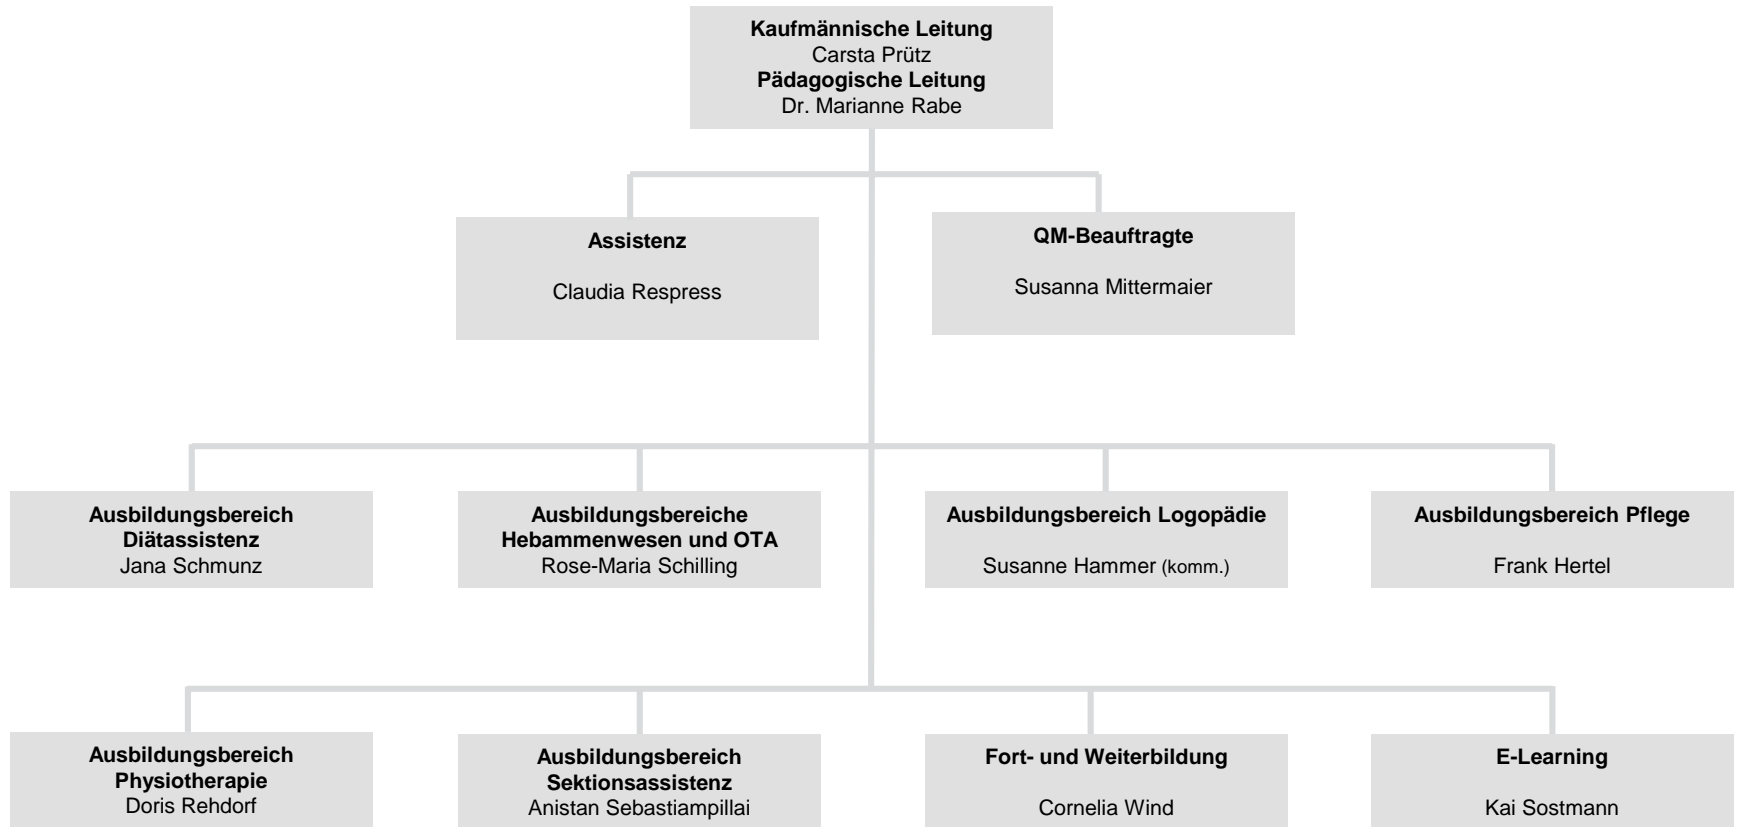 Kaufmännische Leitung
Carsta Prütz
Pädagogische Leitung
Dr. Marianne Rabe
Assistenz
Claudia Respress
QM-Beauftragte
Susanna Mittermaier
Ausbildungsbereich
Diätassistenz
Jana Schmunz
Ausbildungsbereiche
Hebammenwesen und OTA
Rose-Maria Schilling
Ausbildungsbereich Logopädie
Susanne Hammer (komm.)
Ausbildungsbereich Pflege
Frank Hertel
Ausbildungsbereich
Physiotherapie
Doris Rehdorf
Ausbildungsbereich
Sektionsassistenz
Anistan Sebastiampillai
Fort- und Weiterbildung
Cornelia Wind
E-Learning
Kai Sostmann